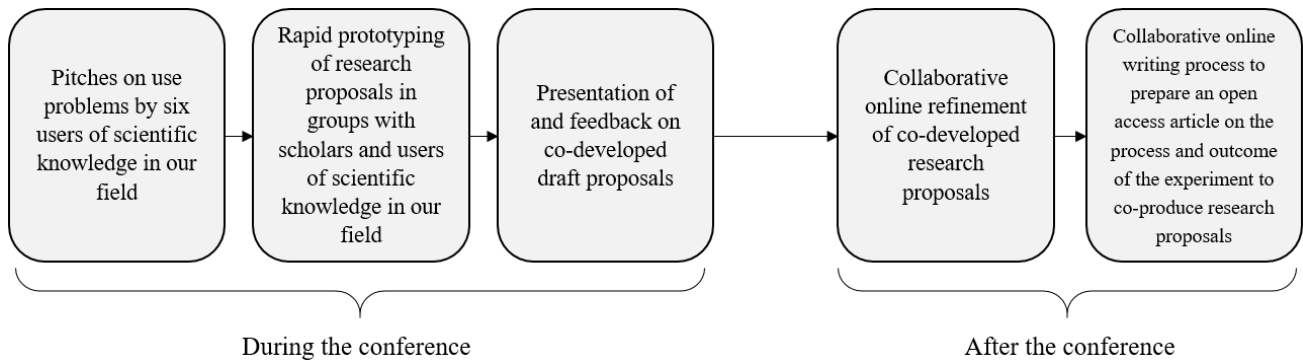 Pitches on use
problems by six
users of scientific
knowledge in our
field
Rapid prototyping
of research
proposals in
groups with
scholars and users
of scientific
knowledge in our
field
Presentation of
and feedback on
co-developed
draft proposals
Collaborative
online refinement
of co-developed
research
proposals
Collaborative online
writing process to
prepare an open
access article on the
process and outcome
of the experiment to
co-produce research
proposals
During the conference
After the conference